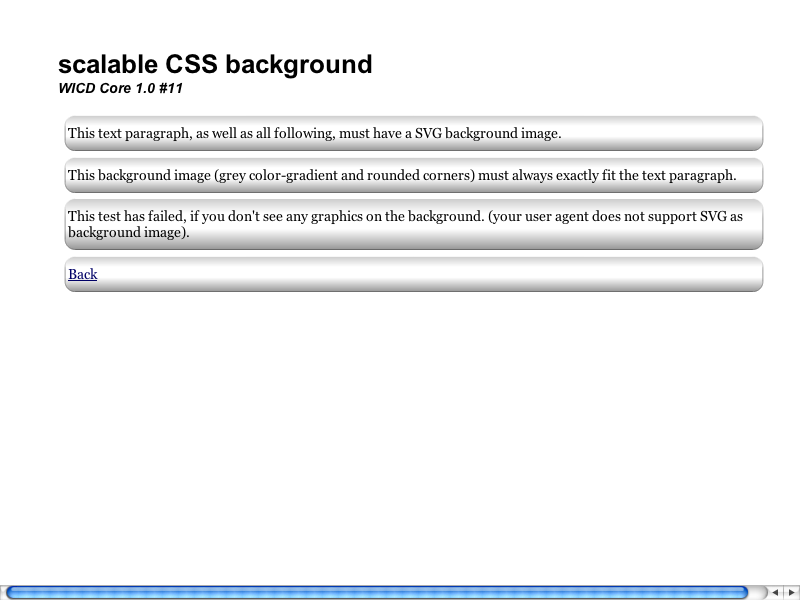 scalable CSS background
WICD Core 1.0 #11
This text paragraph, as well as all following, must have a SVG background image.
This background image (grey color-gradient and rounded corners) must always exactly fit the text paragraph.
This test has failed, if you don't see any graphics on the background. (your user agent does not support SVG as
background image).
Back